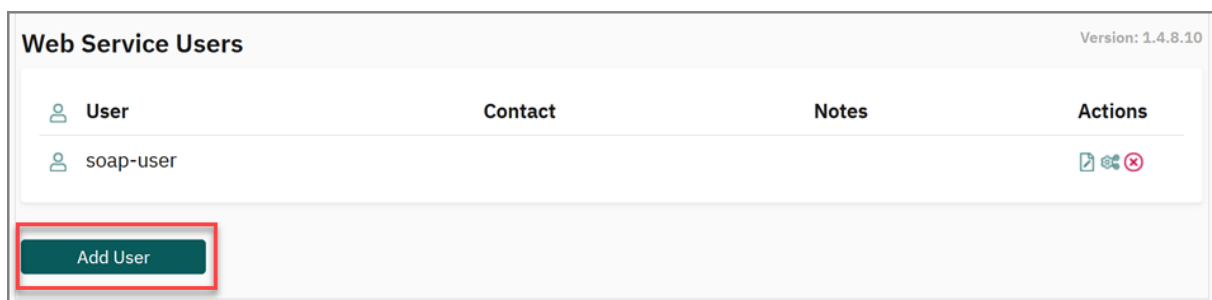 Web Service Users
Version: 1.4.8.10
User Contact Notes Actions
soap-user
Add User